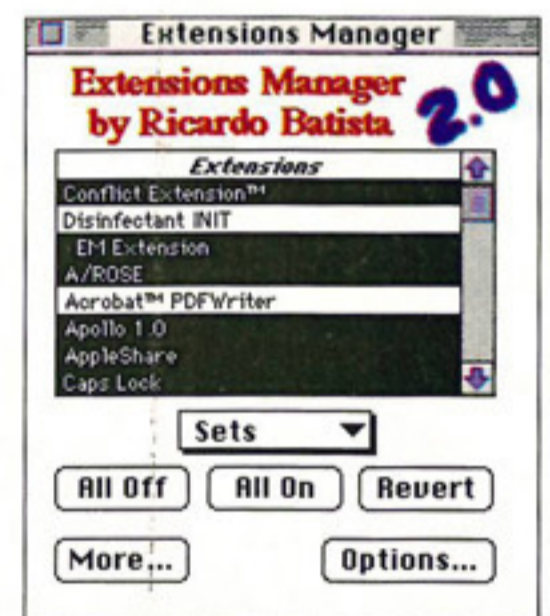 Extensions Manager
Extensions Manager
by Ricardo Batista 2.0
Extensions
Conflict Extension™
Disinfectant INIT
EM Extension
A/ROSE
Acrobat™ PDFWriter
Apollo 1.0
AppleShare
Caps Lock
Sets
All Off All On Revert
More... Options...